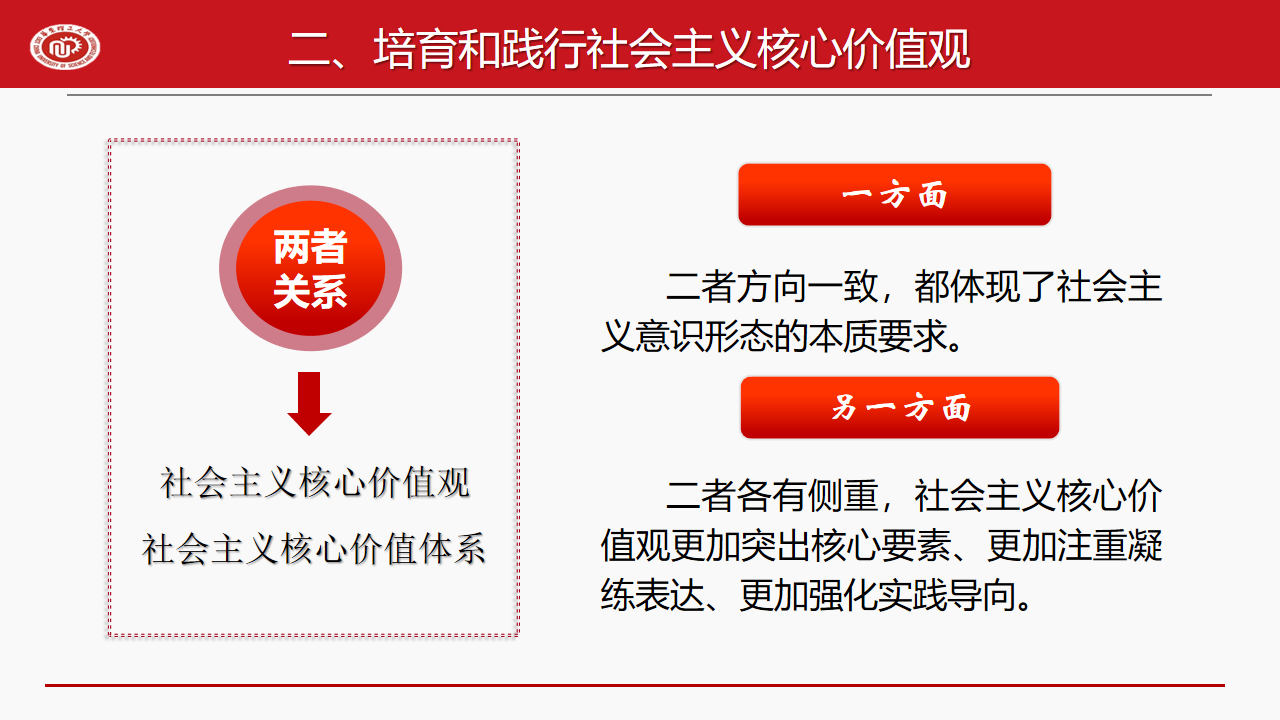 二、培育和践行社会主义核心价值观
两者
关系
社会主义核心价值观
社会主义核心价值体系
一方面
二者方向一致，都体现了社会主
义意识形态的本质要求。
另一方面
二者各有侧重，社会主义核心价
值观更加突出核心要素、更加注重凝
练表达、更加强化实践导向。